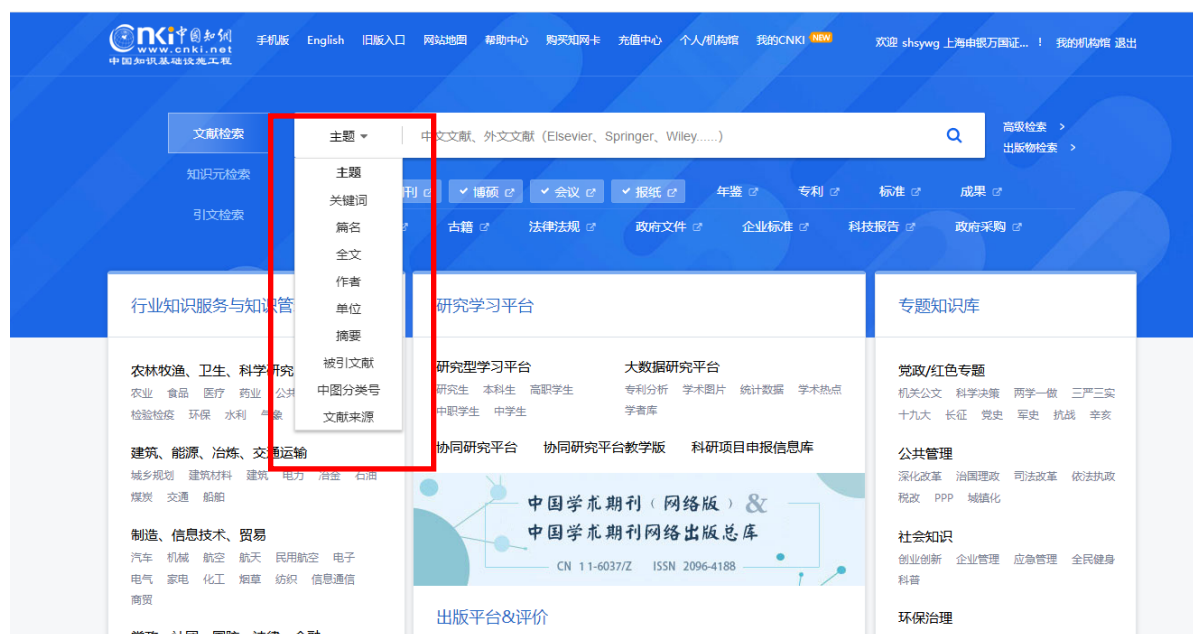 cnki 中国知网
www.cnki.net
中国知识基础设施工程
手机版 English 旧版入口 网站地图 帮助中心 购买知网卡 充值中心 个人/机构馆 我的CNKI NEW
欢迎 shsywg 上海申银万国证... ! 我的机构馆 退出
文献检索
知识元检索
引文检索
主题
中文文献、外文文献（Elsevier、Springer、Wiley......）
高级检索 >
出版物检索 >
主题
关键词
篇名
全文
作者
单位
摘要
被引文献
中图分类号
文献来源
刊 博硕 会议 报纸 年鉴 专利 标准 成果
古籍 法律法规 政府文件 企业标准 科技报告 政府采购
行业知识服务与知识管
农林牧渔、卫生、科学研究
农业 食品 医疗 药业 公共
检验检疫 环保 水利 气象
建筑、能源、冶炼、交通运输
城乡规划 建筑材料 建筑 电力 冶金 石油
煤炭 交通 船舶
制造、信息技术、贸易
汽车 机械 航空 航天 民用航空 电子
电气 家电 化工 烟草 纺织 信息通信
商贸
研究学习平台
研究型学习平台
研究生 本科生 高职学生
中职学生 中学生
大数据研究平台
专利分析 学术图片 统计数据 学术热点
学者库
协同研究平台 协同研究平台教学版 科研项目申报信息库
中国学术期刊（网络版）&
中国学术期刊网络出版总库
CN 11-6037/Z ISSN 2096-4188
出版平台&评价
专题知识库
党政/红色专题
机关公文 科学决策 两学一做 三严三实
十九大 长征 党史 军史 抗战 辛亥
公共管理
深化改革 治国理政 司法改革 依法执政
税改 PPP 城镇化
社会知识
创业创新 企业管理 应急管理 全民健身
科普
环保治理